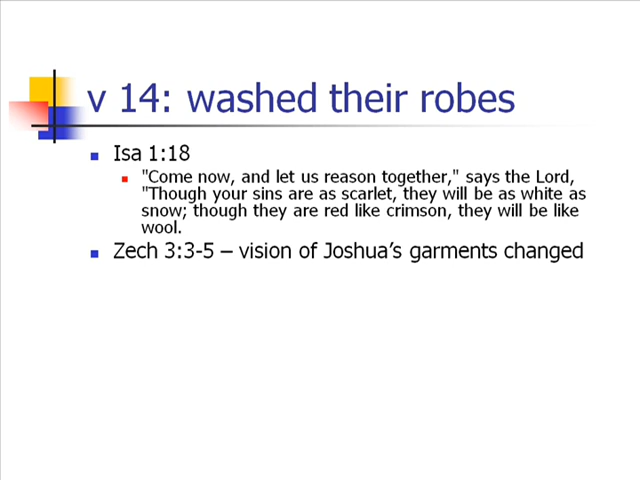 v 14: washed their robes
Isa 1:18
"Come now, and let us reason together," says the Lord,
"Though your sins are as scarlet, they will be as white as
snow; though they are red like crimson, they will be like
wool.
Zech 3:3-5 – vision of Joshua's garments changed